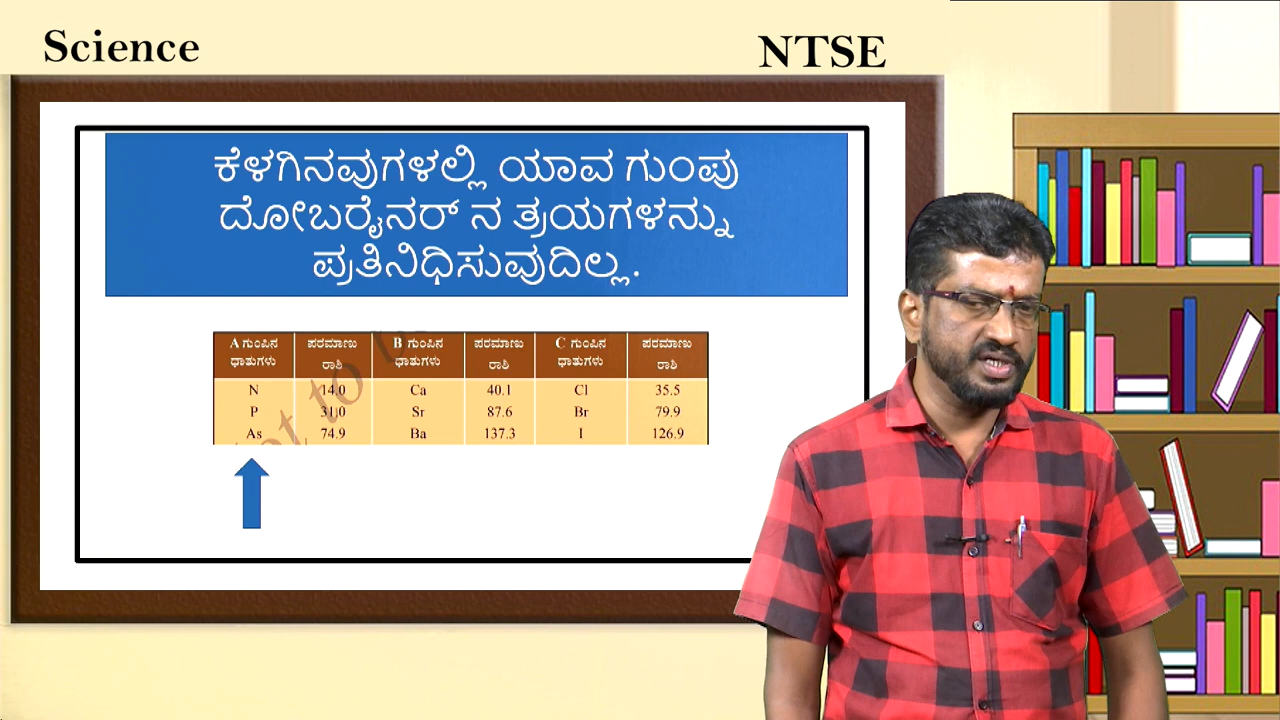 Science
NTSE
ಕೆಳಗಿನವುಗಳಲ್ಲಿ ಯಾವ ಗುಂಪು
ದೋಬರೈನರ್ ನ ತ್ರಯಗಳನ್ನು
ಪ್ರತಿನಿಧಿಸುವುದಿಲ್ಲ.
A ಗುಂಪಿನ ಧಾತುಗಳು ಪರಮಾಣು ರಾಶಿ B ಗುಂಪಿನ ಧಾತುಗಳು ಪರಮಾಣು ರಾಶಿ C ಗುಂಪಿನ ಧಾತುಗಳು ಪರಮಾಣು ರಾಶಿ
N 14.0 Ca 40.1 Cl 35.5
P 31.0 Sr 87.6 Br 79.9
As 74.9 Ba 137.3 I 126.9